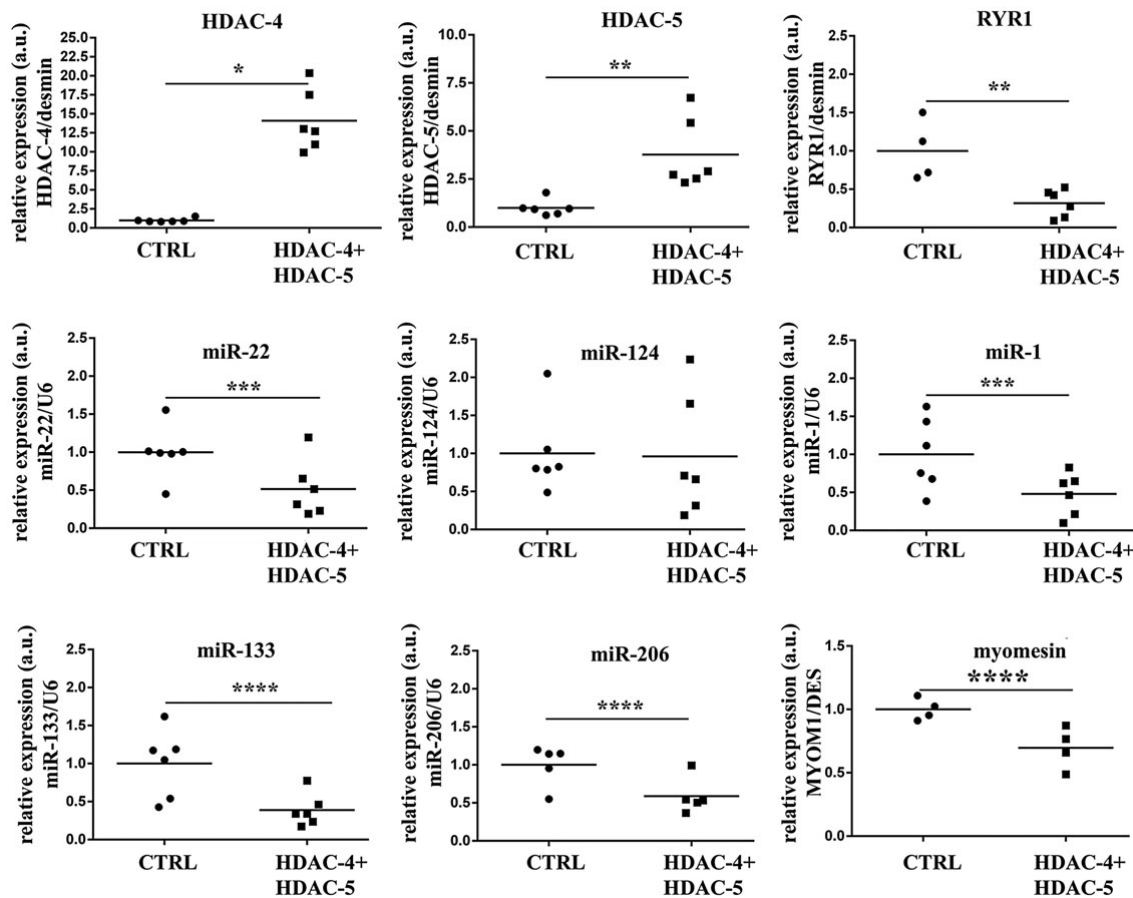 HDAC-4
relative expression (a.u.)
HDAC-4/desmin
25.0
22.5
20.0
17.5
15.0
12.5
10.0
7.5
5.0
2.5
0.0
*
CTRL
HDAC-4+
HDAC-5
HDAC-5
relative expression (a.u.)
HDAC-5/desmin
10.0
7.5
5.0
2.5
0.0
**
CTRL
HDAC-4+
HDAC-5
RYR1
relative expression (a.u.)
RYR1/desmin
2.5
2.0
1.5
1.0
0.5
0.0
**
CTRL
HDAC4+
HDAC-5
miR-22
relative expression (a.u.)
miR-22/U6
2.5
2.0
1.5
1.0
0.5
0.0
***
CTRL
HDAC-4+
HDAC-5
miR-124
relative expression (a.u.)
miR-124/U6
2.5
2.0
1.5
1.0
0.5
0.0
CTRL
HDAC-4+
HDAC-5
miR-1
relative expression (a.u.)
miR-1/U6
2.5
2.0
1.5
1.0
0.5
0.0
***
CTRL
HDAC-4+
HDAC-5
miR-133
relative expression (a.u.)
miR-133/U6
2.5
2.0
1.5
1.0
0.5
0.0
****
CTRL
HDAC-4+
HDAC-5
miR-206
relative expression (a.u.)
miR-206/U6
2.5
2.0
1.5
1.0
0.5
0.0
****
CTRL
HDAC-4+
HDAC-5
myomesin
relative expression (a.u.)
MYOM1/DES
1.5
1.0
0.5
0.0
****
CTRL
HDAC-4+
HDAC-5